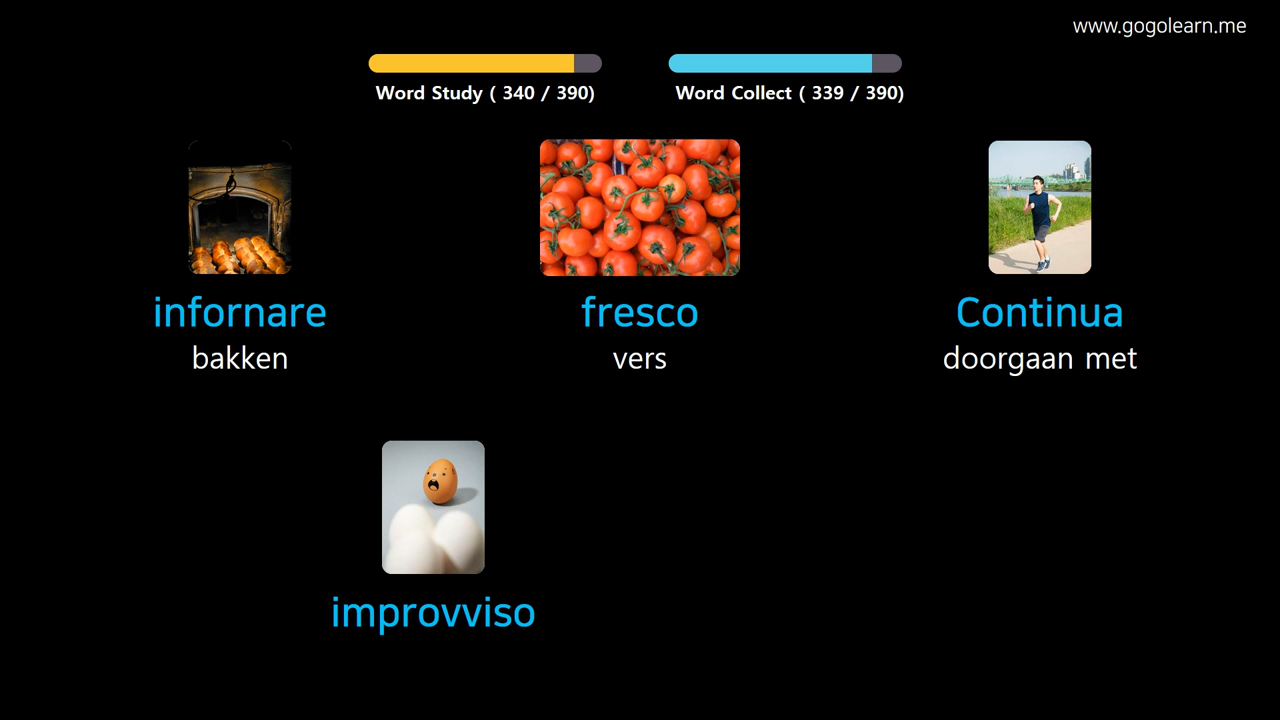 www.gogolearn.me
Word Study ( 340 / 390)
Word Collect ( 339 / 390)
infornare
fresco
Continua
bakken
vers
doorgaan met
improvviso